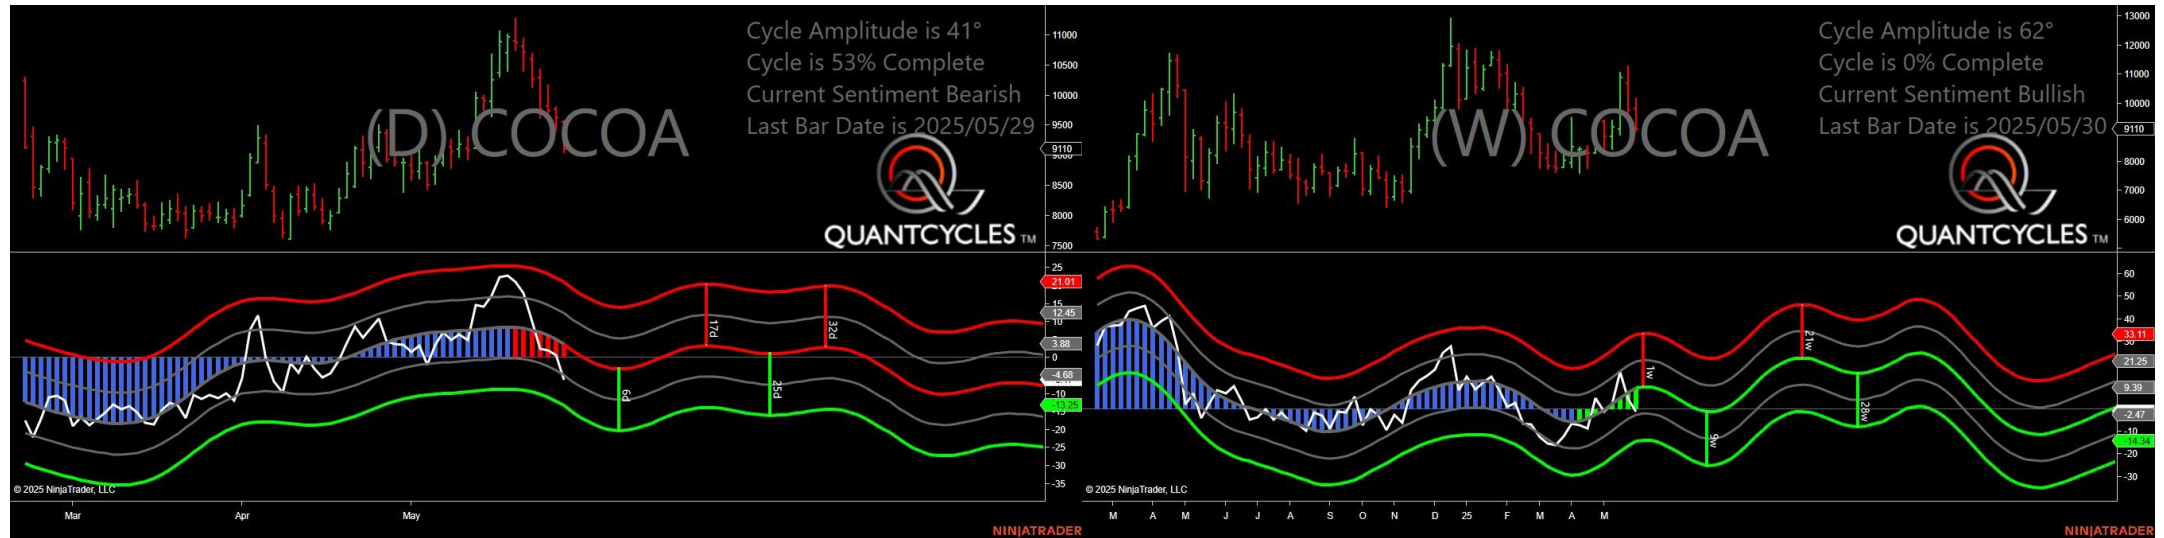 Cycle Amplitude is 41°
Cycle is 53% Complete
Current Sentiment Bearish
Last Bar Date is 2025/05/29
(D) COCOA
QUANTCYCLES TM
11000
10500
10000
9500
9110
9000
8500
8000
7500
25
21.01
15
12.45
3.88
0
-4.68
-13.25
-20
-25
-30
-35
17d
32d
6d
25d
© 2025 NinjaTrader, LLC
Mar Apr May
NINJATRADER
Cycle Amplitude is 62°
Cycle is 0% Complete
Current Sentiment Bullish
Last Bar Date is 2025/05/30
(W) COCOA
QUANTCYCLES TM
13000
12000
11000
10000
9110
8000
7000
6000
60
50
40
33.11
30
21.25
9.39
-2.47
-10
-14.34
-20
-30
1w
21w
9w
28w
© 2025 NinjaTrader, LLC
M A M J J A S O N D 25 F M A M
NINJATRADER